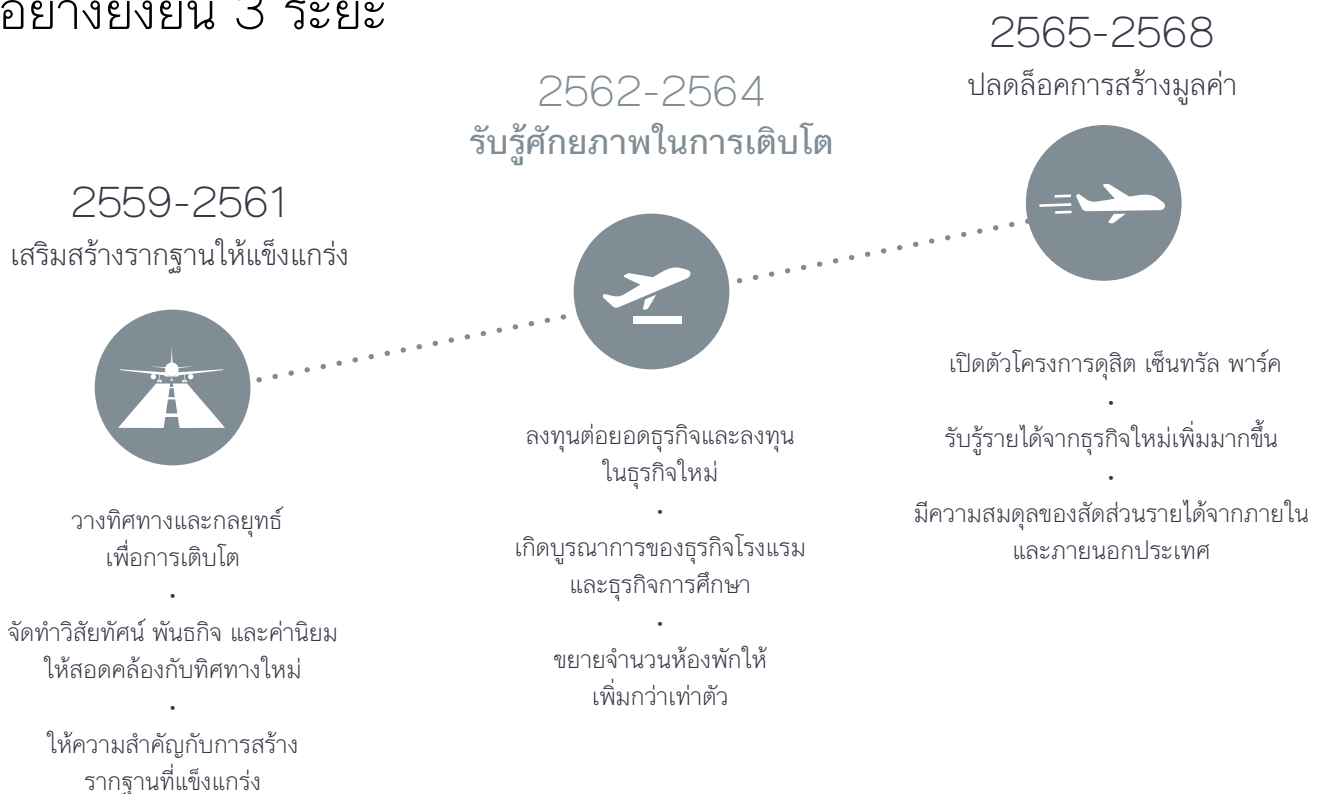 อย่างยั่งยืน 3 ระยะ
2559-2561
เสริมสร้างรากฐานให้แข็งแกร่ง
วางทิศทางและกลยุทธ์
เพื่อการเติบโต
•
จัดทำวิสัยทัศน์ พันธกิจ และค่านิยม
ให้สอดคล้องกับทิศทางใหม่
•
ให้ความสำคัญกับการสร้าง
รากฐานที่แข็งแกร่ง
2562-2564
รับรู้ศักยภาพในการเติบโต
ลงทุนต่อยอดธุรกิจและลงทุน
ในธุรกิจใหม่
•
เกิดบูรณาการของธุรกิจโรงแรม
และธุรกิจการศึกษา
•
ขยายจำนวนห้องพักให้
เพิ่มกว่าเท่าตัว
2565-2568
ปลดล็อคการสร้างมูลค่า
เปิดตัวโครงการดุสิต เซ็นทรัล พาร์ค
•
รับรู้รายได้จากธุรกิจใหม่เพิ่มมากขึ้น
•
มีความสมดุลของสัดส่วนรายได้จากภายใน
และภายนอกประเทศ